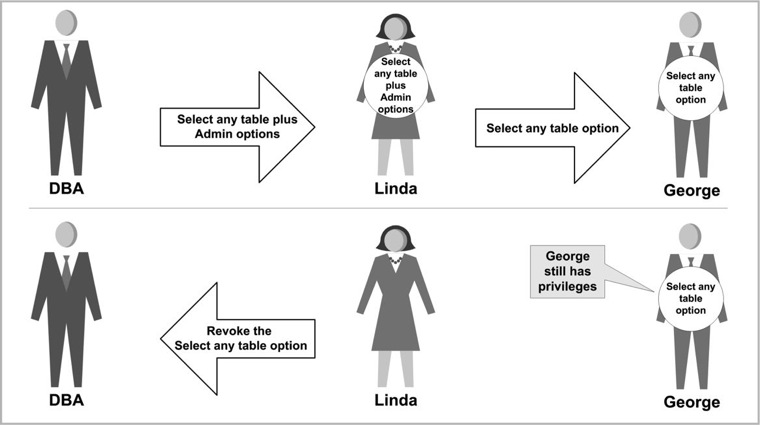 Select any table plus
Admin options
Select
any table
plus
Admin
options
Select any table option
Select any
table
option
DBA
Linda
George
Revoke the
Select any table option
George
still has
privileges
Select any
table
option
DBA
Linda
George